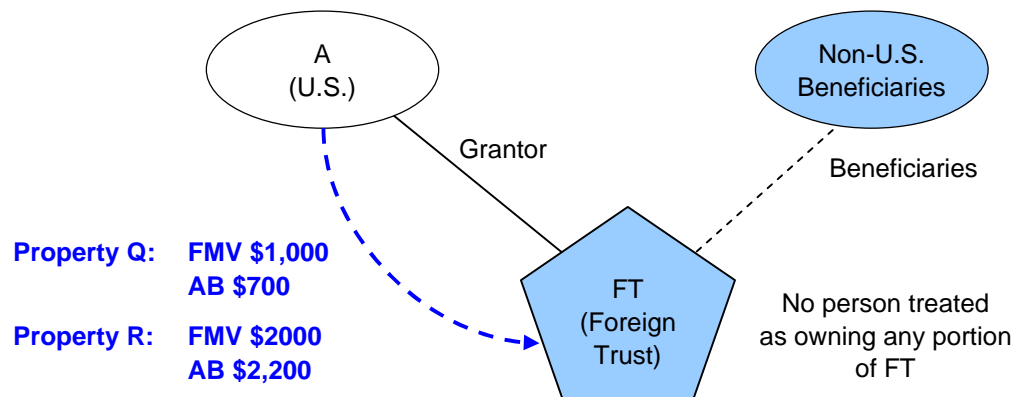 A
(U.S.)
Non-U.S.
Beneficiaries
Grantor
Beneficiaries
Property Q: FMV $1,000
AB $700
Property R: FMV $2000
AB $2,200
FT
(Foreign
Trust)
No person treated
as owning any portion
of FT